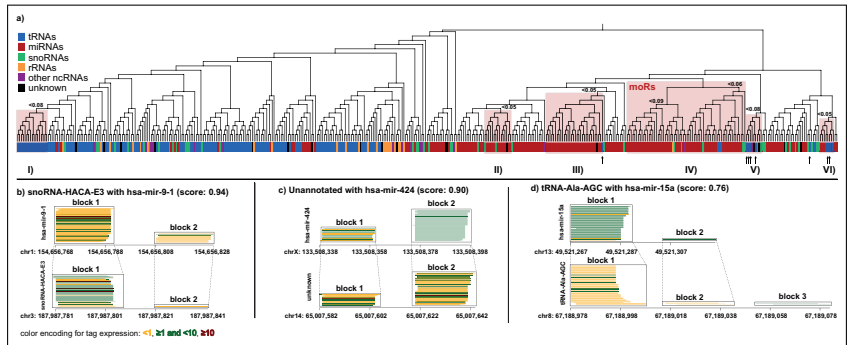 a)
tRNAs
miRNAs
snoRNAs
rRNAs
other ncRNAs
unknown
<0.08
<0.05
<0.05
moRs
<0.09
<0.06
<0.08
<0.05
I) II) III) IV) V) VI)
b) snoRNA-HACA-E3 with hsa-mir-9-1 (score: 0.94)
block 1
block 2
hsa-mir-9-1
chr1: 154,656,768 154,656,788 154,656,808 154,656,828
block 1
block 2
snoRNA-HACA-E3
chr3: 187,987,781 187,987,801 187,987,821 187,987,841
color encoding for tag expression: <1, ≥1 and <10, ≥10
c) Unannotated with hsa-mir-424 (score: 0.90)
block 1
block 2
hsa-mir-424
chrX: 133,508,338 133,508,358 133,508,378 133,508,398
block 1
block 2
unknown
chr14: 65,007,582 65,007,602 65,007,622 65,007,642
d) tRNA-Ala-AGC with hsa-mir-15a (score: 0.76)
block 1
block 2
hsa-mir-15a
chr13: 49,521,267 49,521,287 49,521,307
block 1
block 2
block 3
tRNA-Ala-AGC
chr8: 67,188,978 67,188,998 67,189,018 67,189,038 67,189,058 67,189,078